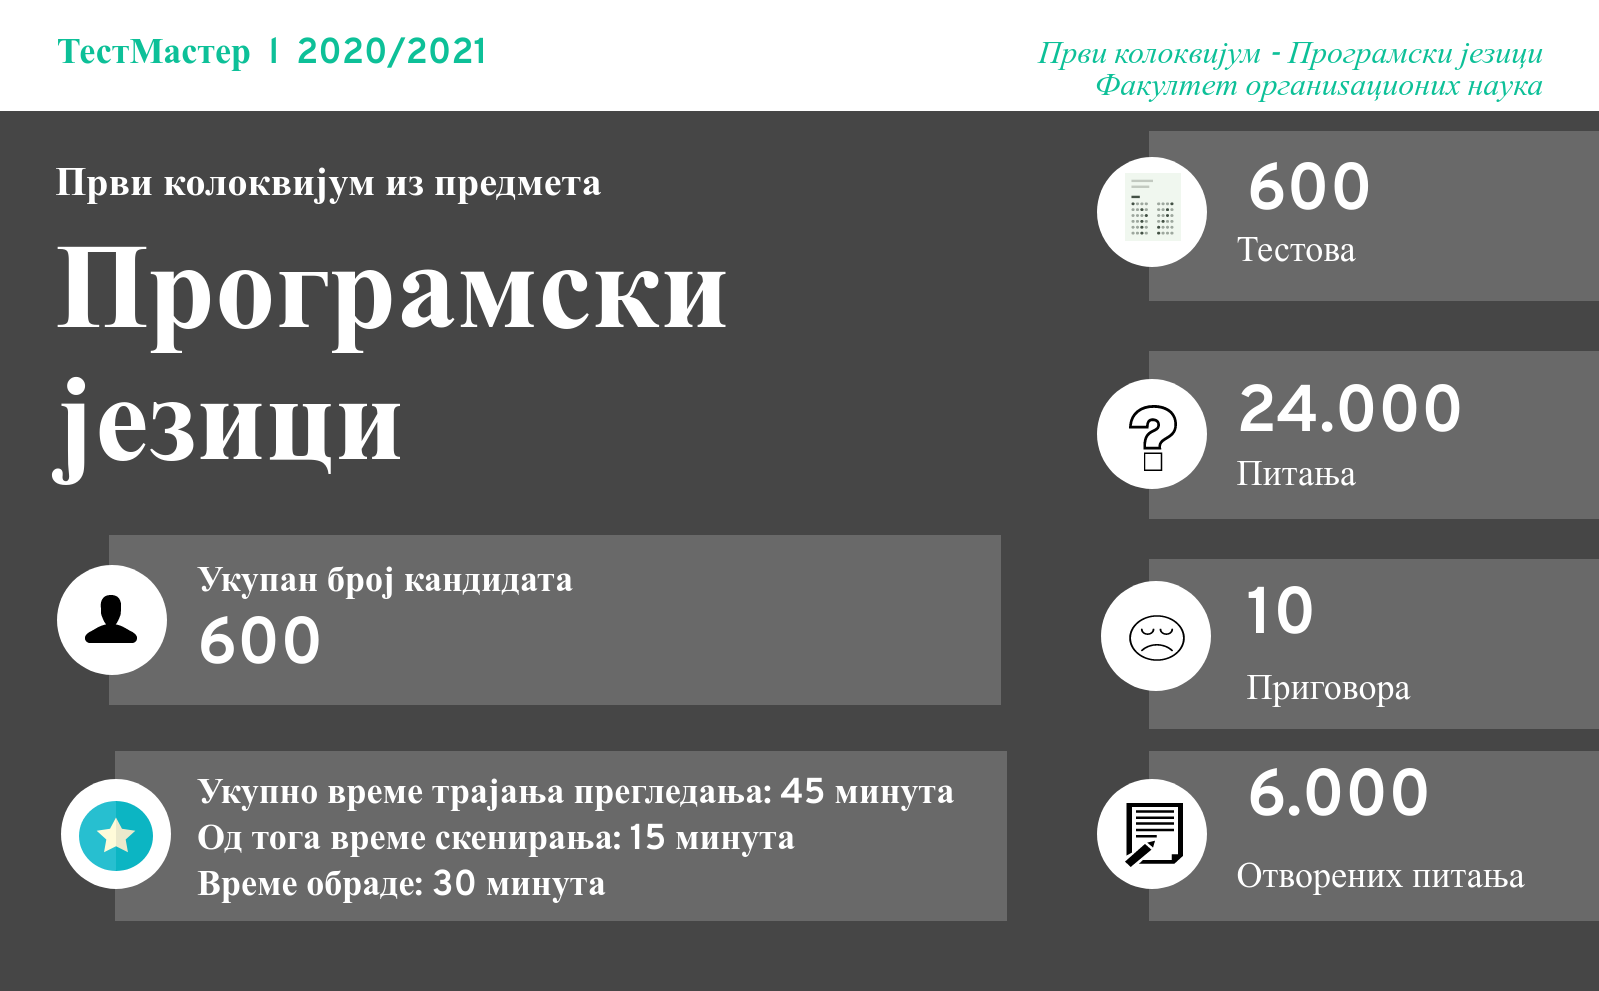 ТестМастер | 2020/2021
Први колоквијум - Програмски језици
Факултет организационих наука
Први колоквијум из предмета
Програмски
језици
Укупан број кандидата
600
Укупно време трајања прегледања: 45 минута
Од тога време скенирања: 15 минута
Време обраде: 30 минута
600
Тестова
24.000
Питања
10
Приговора
6.000
Отворених питања